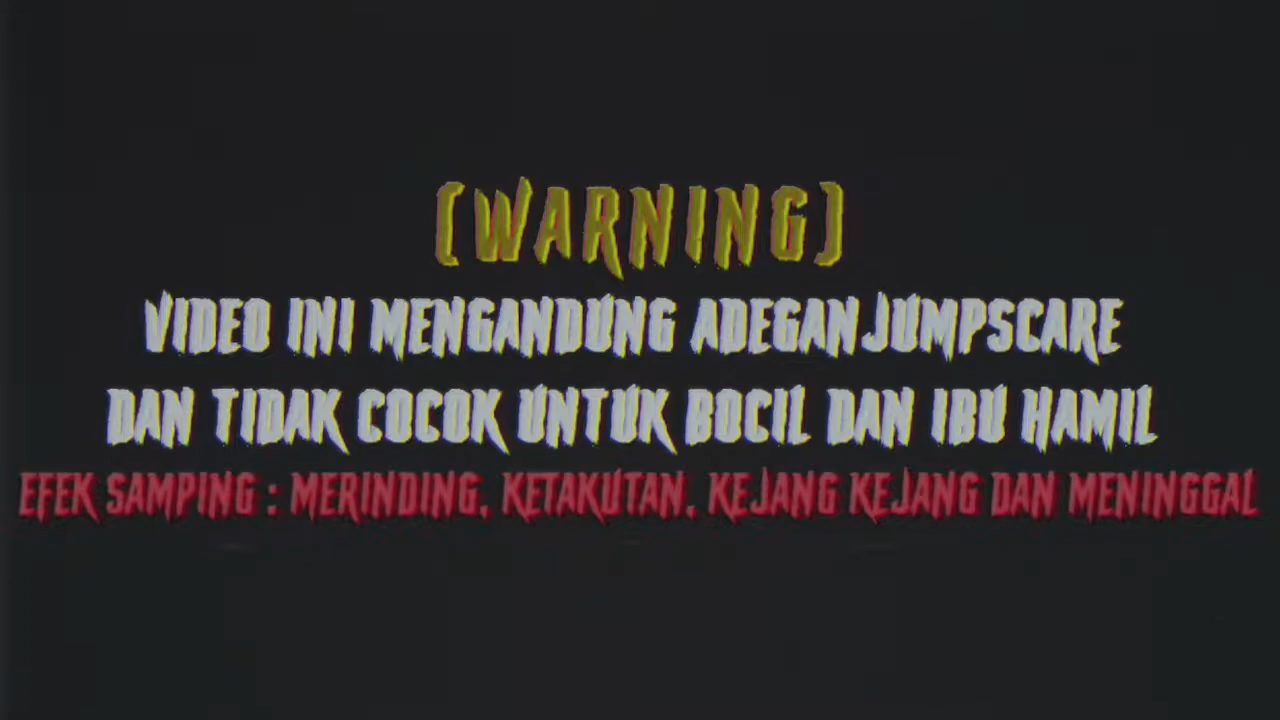 (WARNING)
VIDEO INI MENGANDUNG ADEGAN JUMPSCARE
DAN TIDAK COCOK UNTUK BOCIL DAN IBU HAMIL
EFEK SAMPING : MERINDING, KETAKUTAN, KEJANG KEJANG DAN MENINGGAL